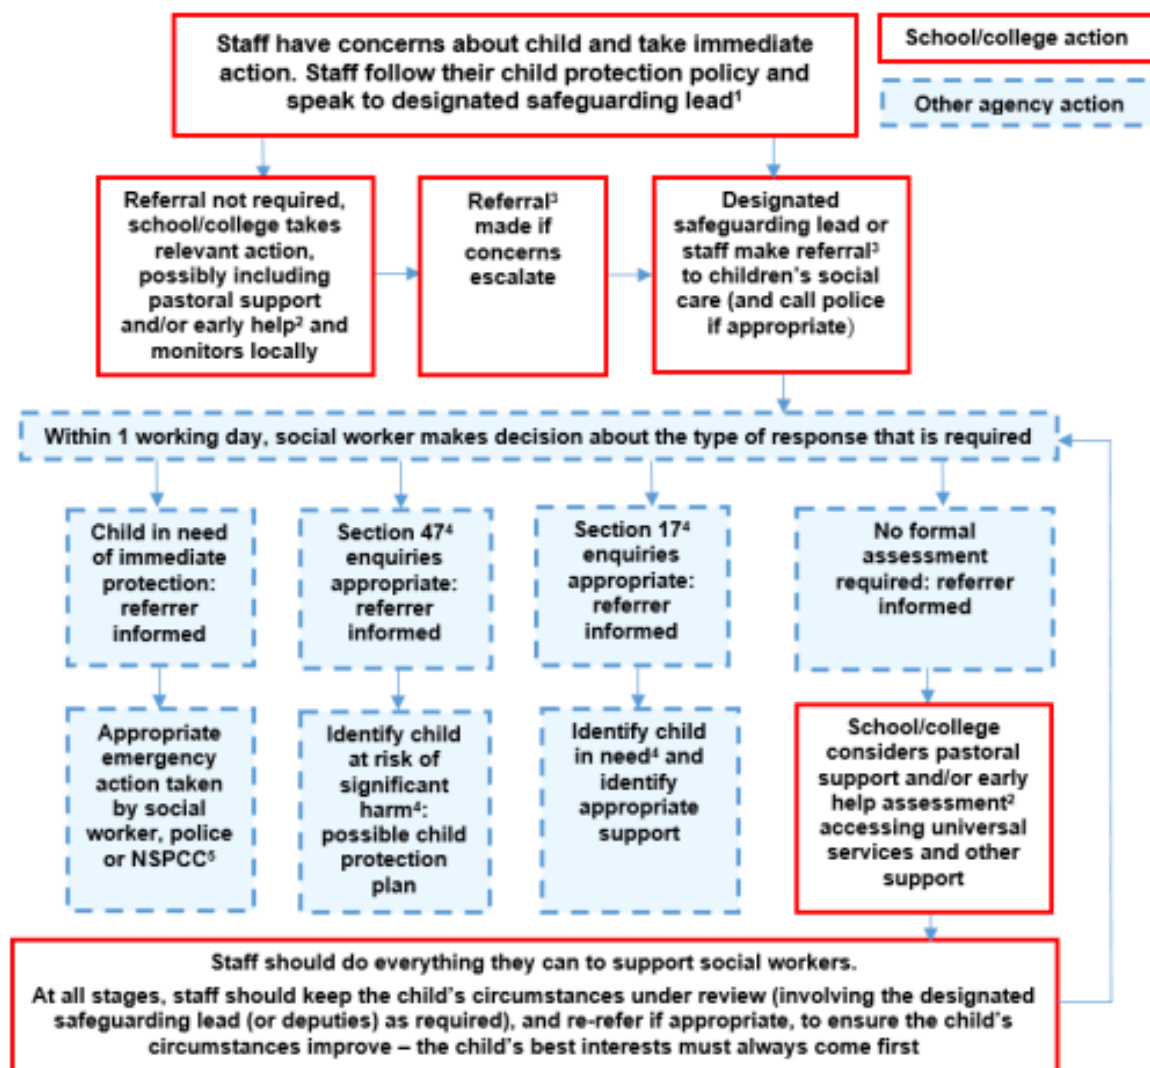 Staff have concerns about child and take immediate
action. Staff follow their child protection policy and
speak to designated safeguarding lead¹
School/college action
Other agency action
Referral not required,
school/college takes
relevant action,
possibly including
pastoral support
and/or early help² and
monitors locally
Referral³
made if
concerns
escalate
Designated
safeguarding lead or
staff make referral³
to children's social
care (and call police
if appropriate)
Within 1 working day, social worker makes decision about the type of response that is required
Child in need
of immediate
protection:
referrer
informed
Section 47⁴
enquiries
appropriate:
referrer
informed
Section 17⁴
enquiries
appropriate:
referrer
informed
No formal
assessment
required: referrer
informed
Appropriate
emergency
action taken
by social
worker, police
or NSPCC⁵
Identify child
at risk of
significant
harm⁴:
possible child
protection
plan
Identify child
in need⁴ and
identify
appropriate
support
School/college
considers pastoral
support and/or early
help assessment²
accessing universal
services and other
support
Staff should do everything they can to support social workers.
At all stages, staff should keep the child's circumstances under review (involving the designated
safeguarding lead (or deputies) as required), and re-refer if appropriate, to ensure the child's
circumstances improve – the child's best interests must always come first